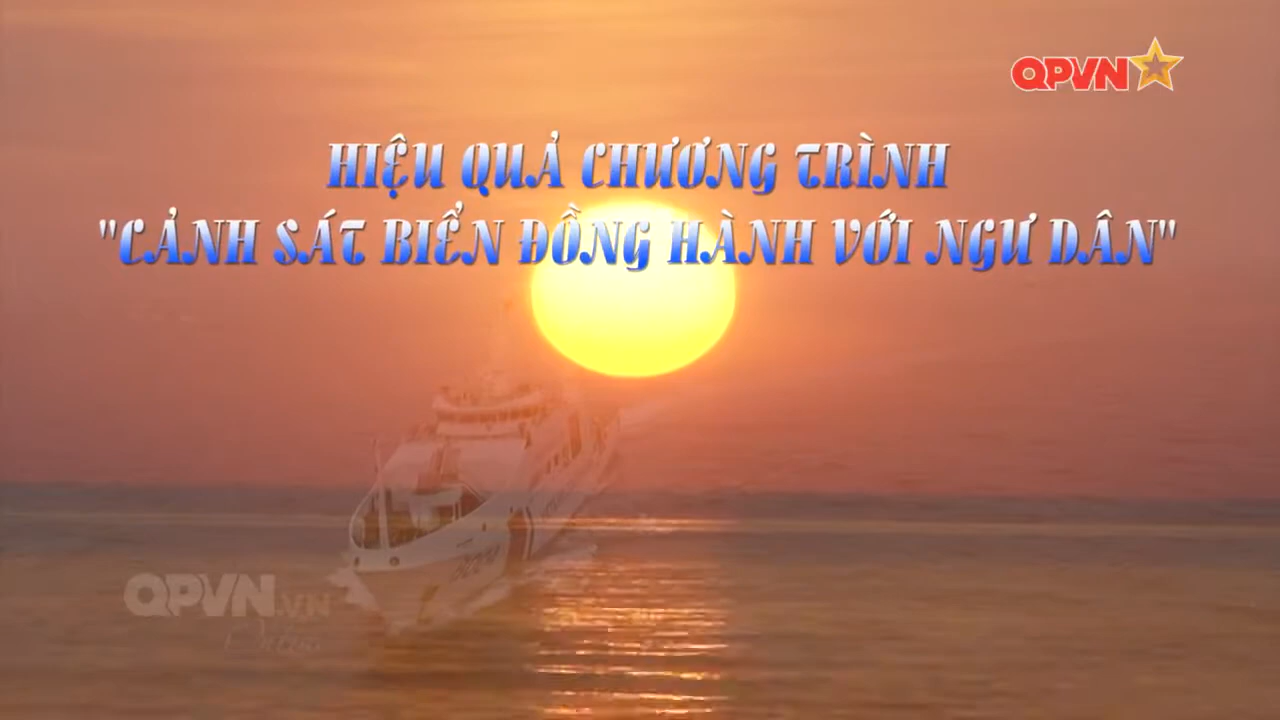 QPVN
HIỆU QUẢ CHƯƠNG TRÌNH
"CẢNH SÁT BIỂN ĐỒNG HÀNH VỚI NGƯ DÂN"
QPVN.VN